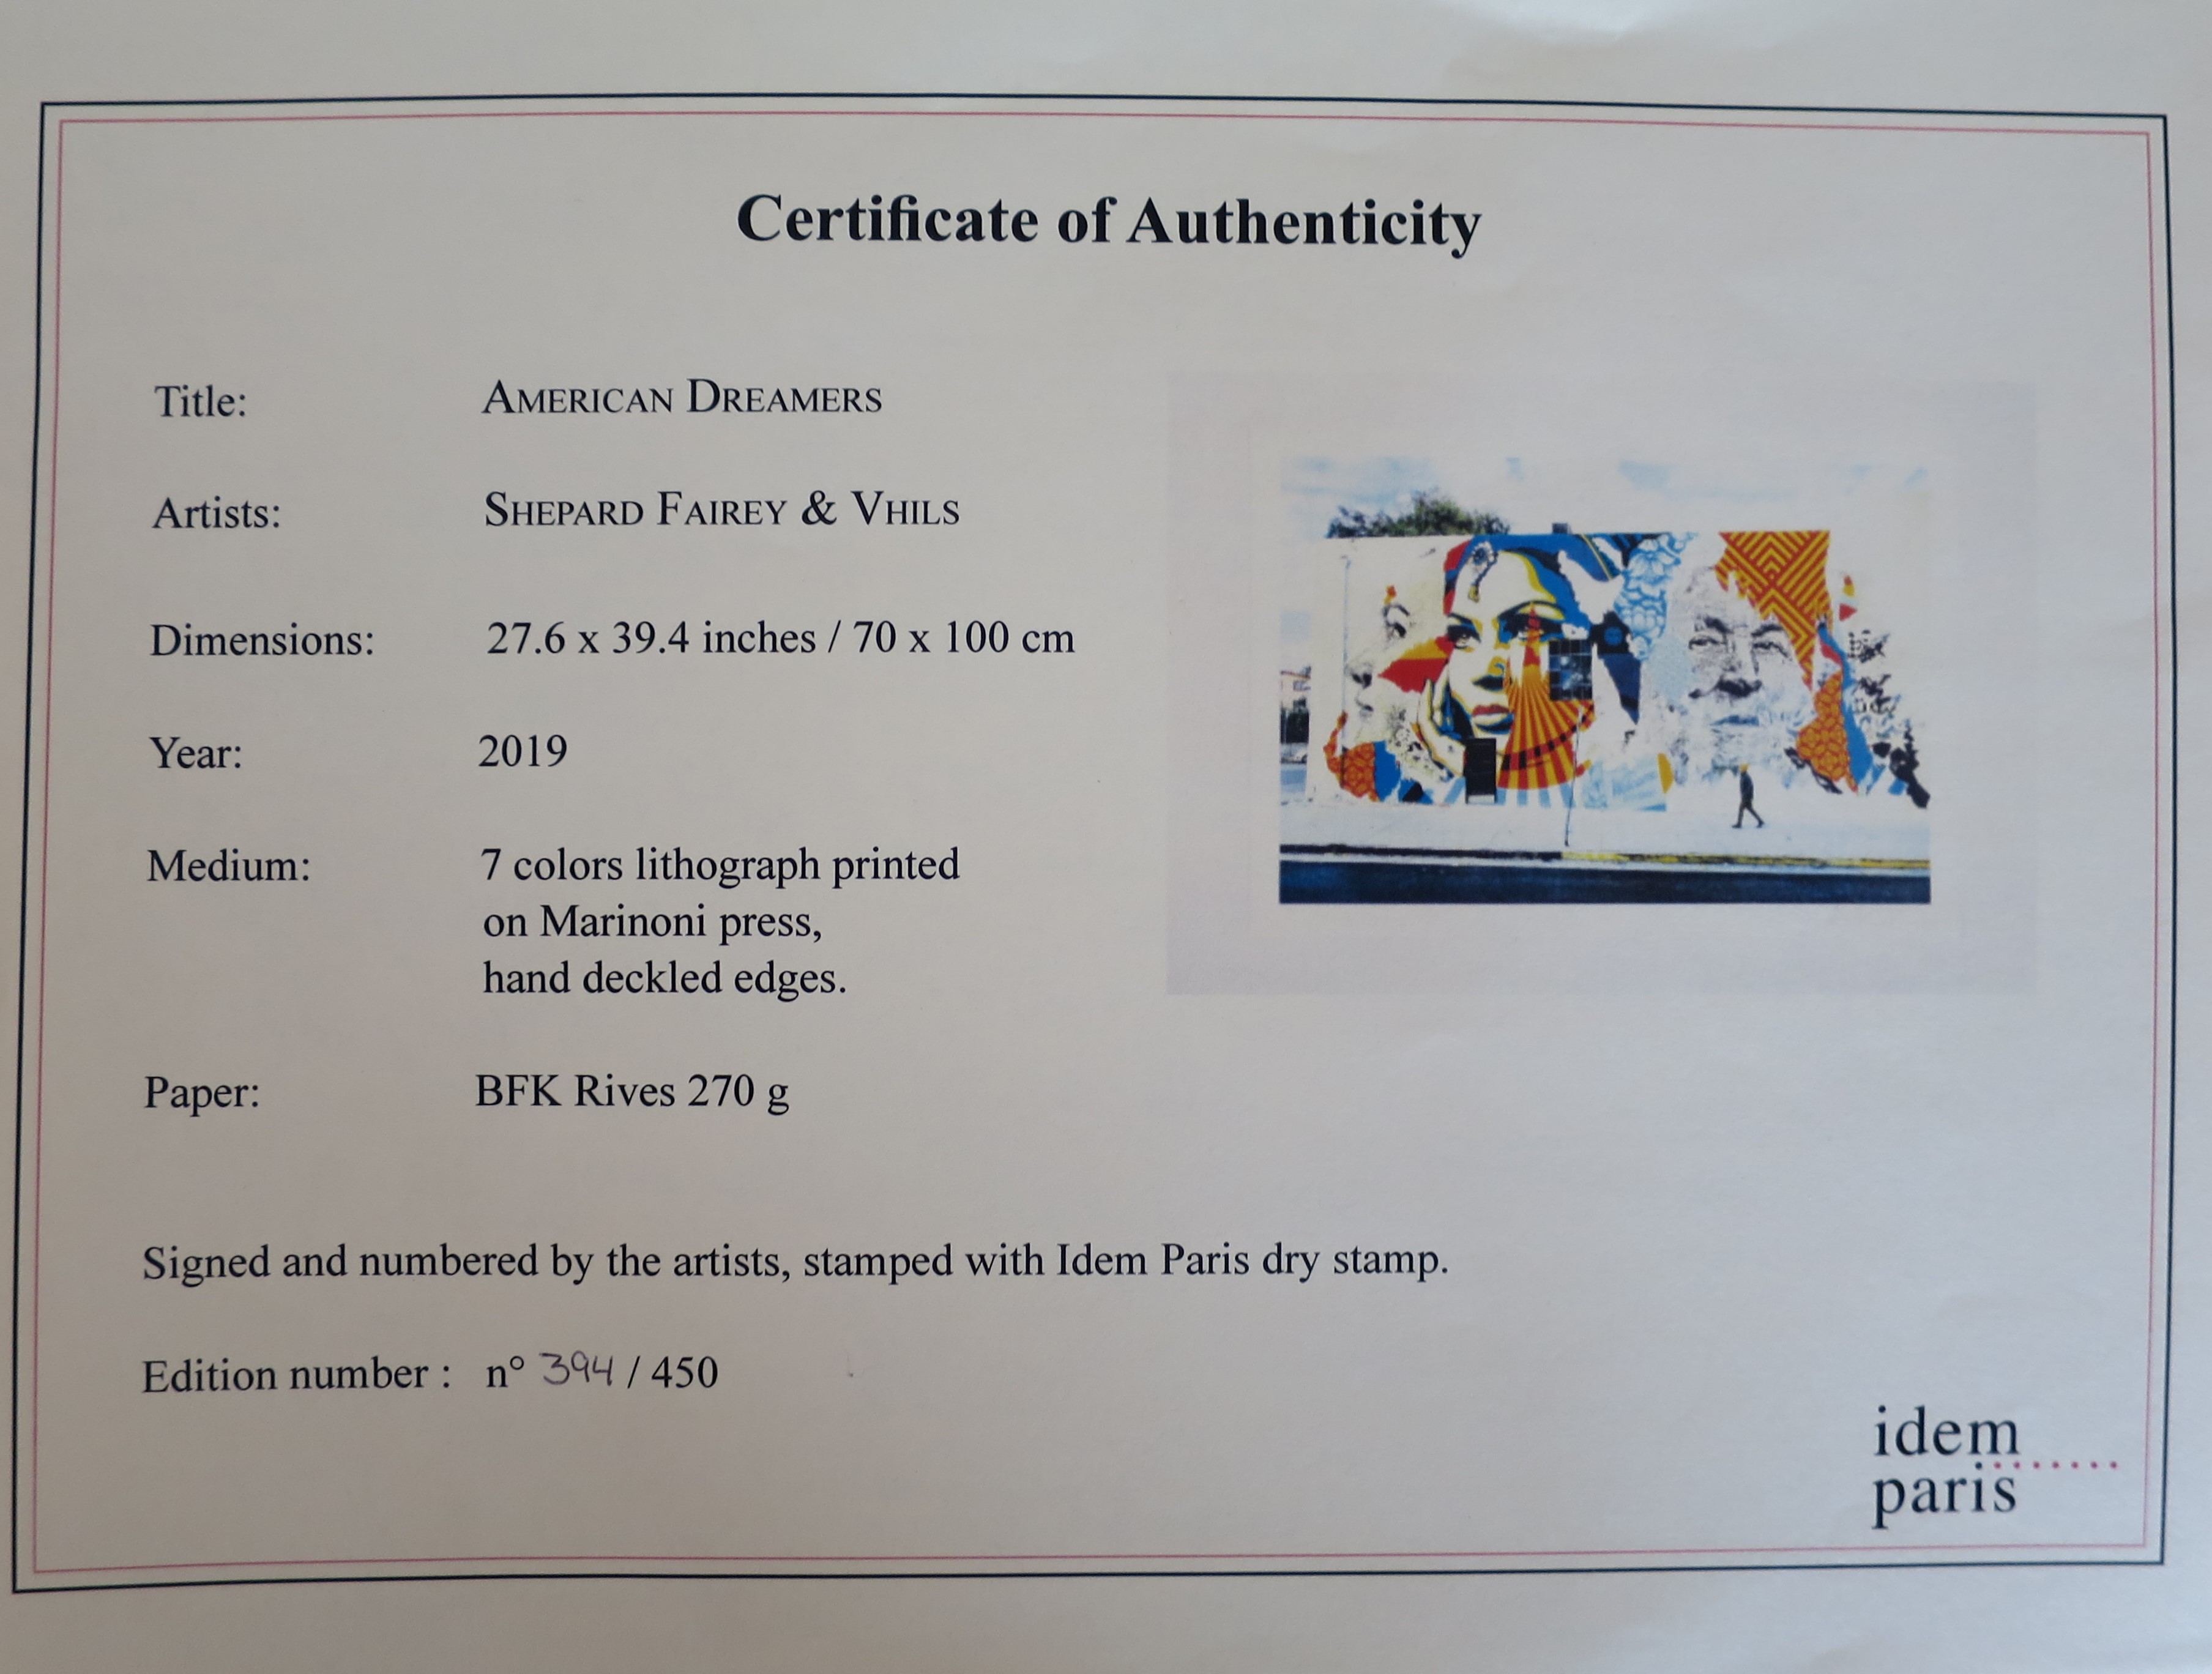 Certificate of Authenticity
Title: AMERICAN DREAMERS
Artists: SHEPARD FAIREY & VHILS
Dimensions: 27.6 x 39.4 inches / 70 x 100 cm
Year: 2019
Medium: 7 colors lithograph printed
on Marinoni press,
hand deckled edges.
Paper: BFK Rives 270 g
Signed and numbered by the artists, stamped with Idem Paris dry stamp.
Edition number : n° 394 / 450
idem
paris